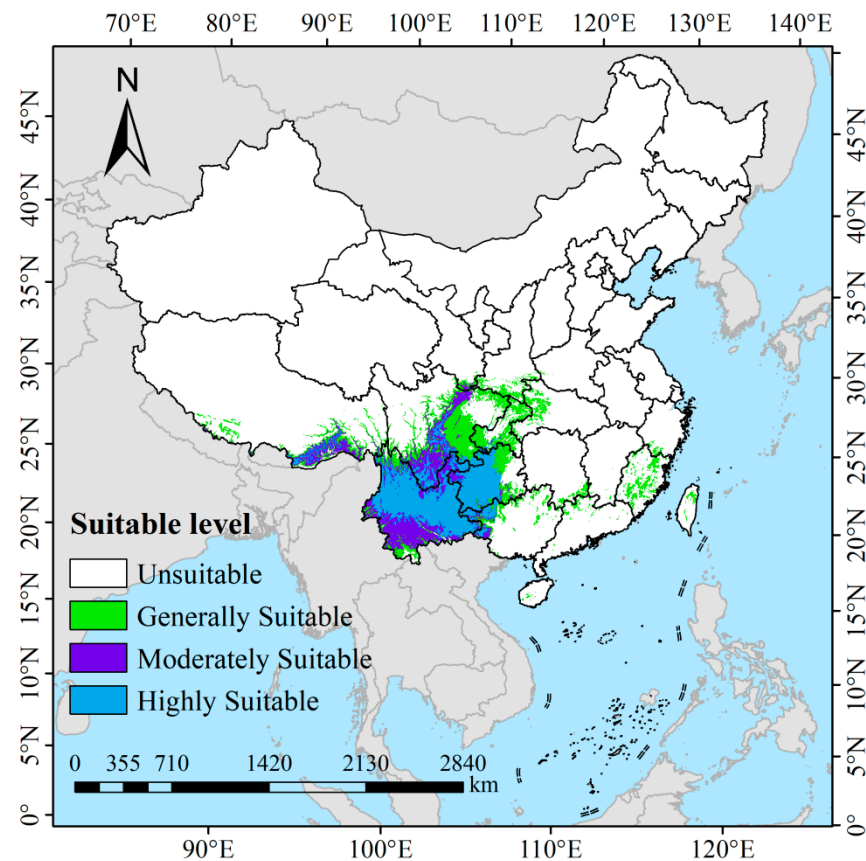 70°E 80°E 90°E 100°E 110°E 120°E 130°E 140°E
N
45°N 45°N
40°N 40°N
35°N 35°N
30°N 30°N
25°N 25°N
20°N 20°N
Suitable level
Unsuitable
15°N 15°N
Generally Suitable
Moderately Suitable
10°N 10°N
Highly Suitable
5°N 5°N
0 355 710 1420 2130 2840
km
0° 0°
90°E 100°E 110°E 120°E